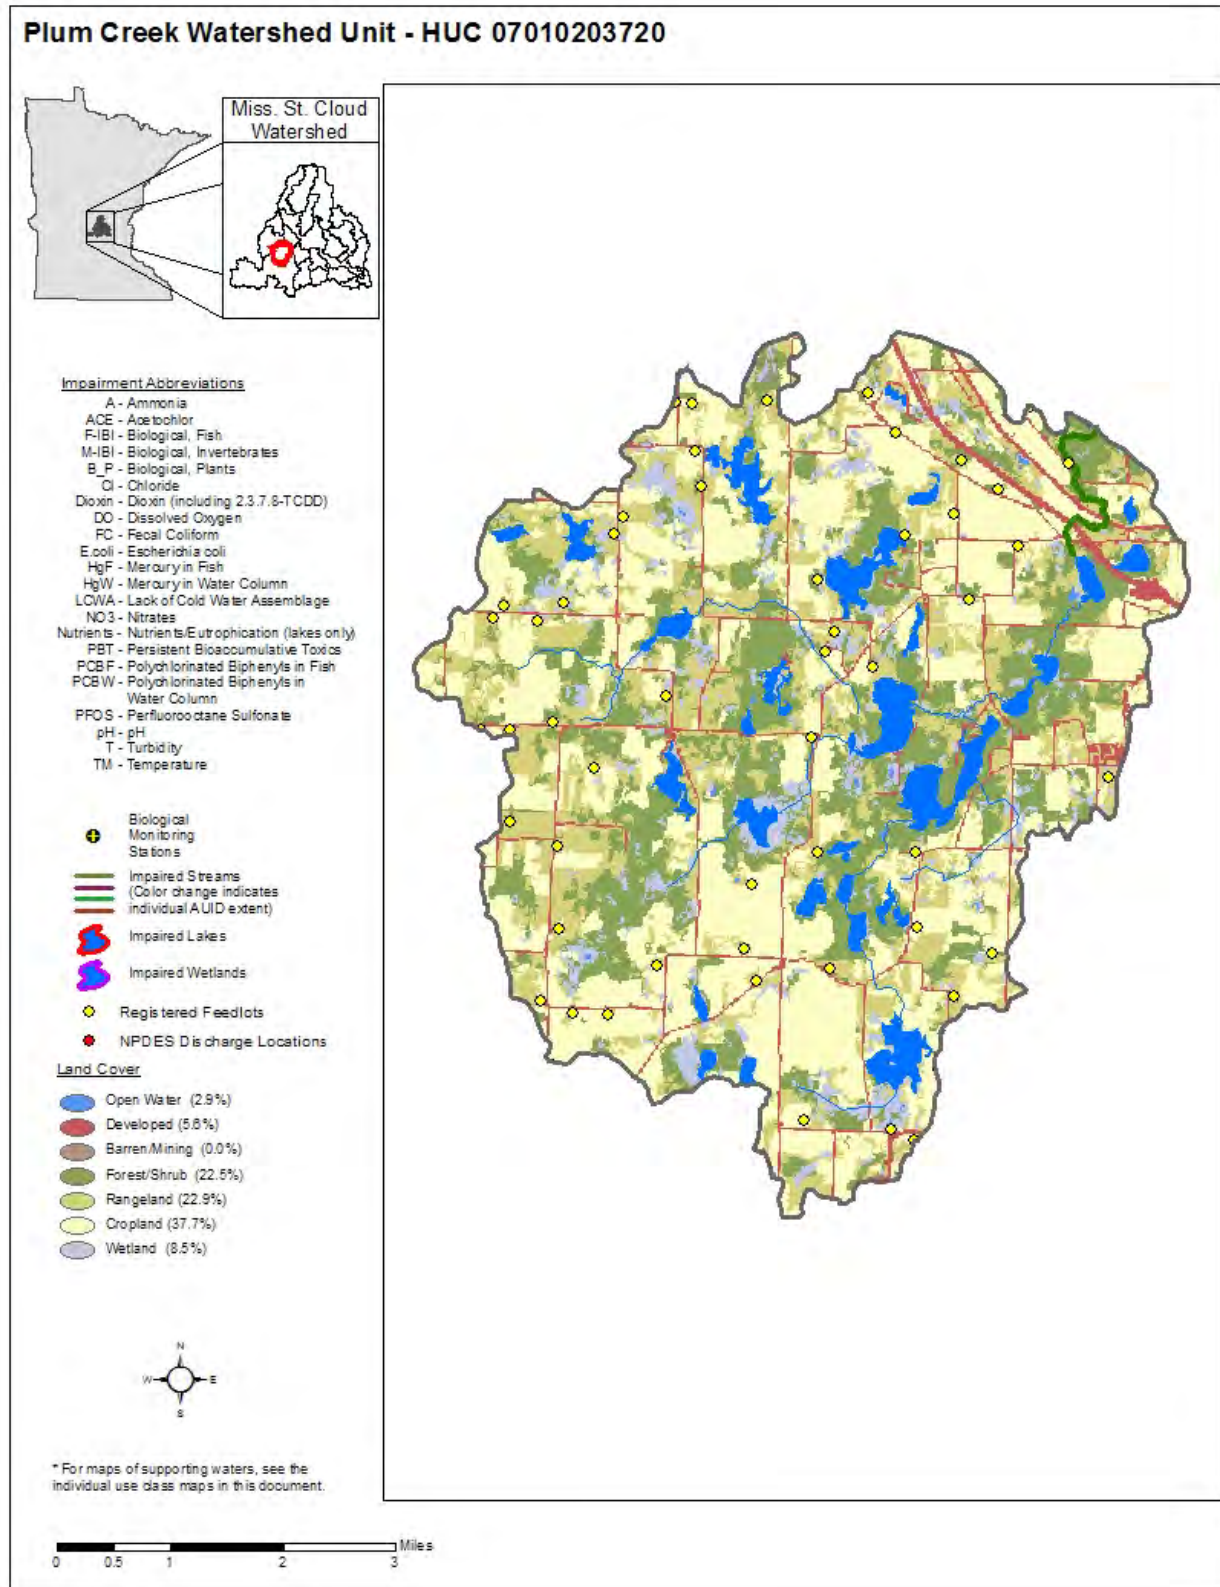 Plum Creek Watershed Unit - HUC 07010203720
Miss. St. Cloud
Watershed
Impairment Abbreviations
A - Ammonia
ACE - Acetochlor
F-IBI - Biological, Fish
M-IBI - Biological, Invertebrates
B_P - Biological, Plants
Cl - Chloride
Dioxin - Dioxin (including 2.3.7.8-TCDD)
DO - Dissolved Oxygen
FC - Fecal Coliform
E.coli - Escherichia coli
HgF - Mercury in Fish
HgW - Mercury in Water Column
LCWA - Lack of Cold Water Assemblage
NO3 - Nitrates
Nutrients - Nutrients/Eutrophication (lakes only)
PBT - Persistent Bioaccumulative Toxics
PCBF - Polychlorinated Biphenyls in Fish
PCBW - Polychlorinated Biphenyls in
Water Column
PFOS - Perfluorooctane Sulfonate
pH - pH
T - Turbidity
TM - Temperature
Biological
Monitoring
Stations
Impaired Streams
(Color change indicates
individual AUID extent)
Impaired Lakes
Impaired Wetlands
Registered Feedlots
NPDES Discharge Locations
Land Cover
Open Water (2.9%)
Developed (5.6%)
Barren/Mining (0.0%)
Forest/Shrub (22.5%)
Rangeland (22.9%)
Cropland (37.7%)
Wetland (8.5%)
N
W E
S
* For maps of supporting waters, see the
individual use class maps in this document.
Miles
0 0.5 1 2 3